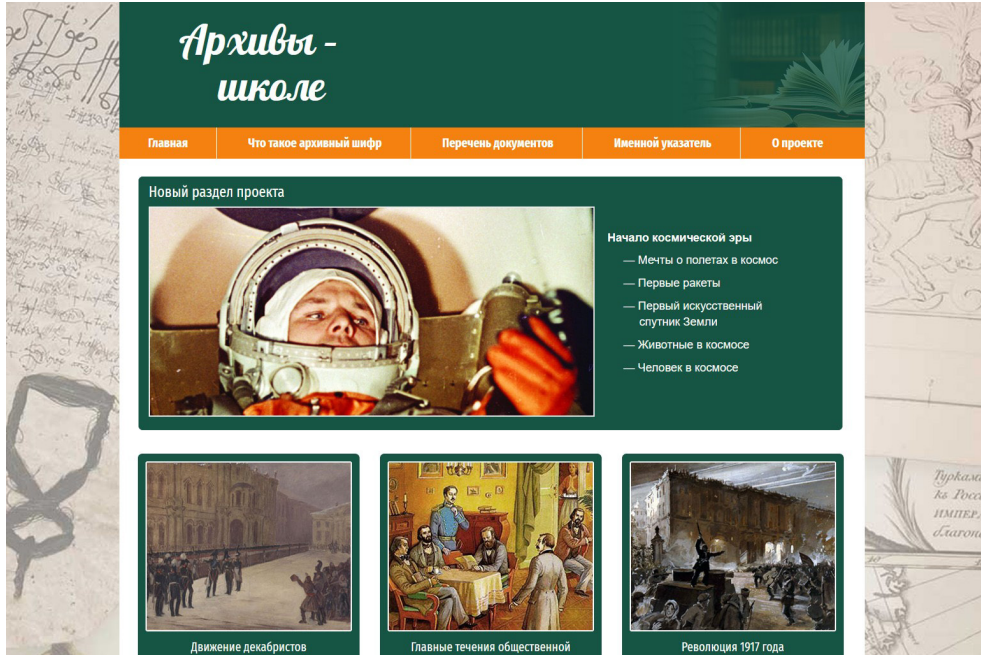 Архивы –
школе
Главная
Что такое архивный шифр
Перечень документов
Именной указатель
О проекте
Новый раздел проекта
Начало космической эры
— Мечты о полетах в космос
— Первые ракеты
— Первый искусственный
спутник Земли
— Животные в космосе
— Человек в космосе
Движение декабристов
Главные течения общественной
Революция 1917 года